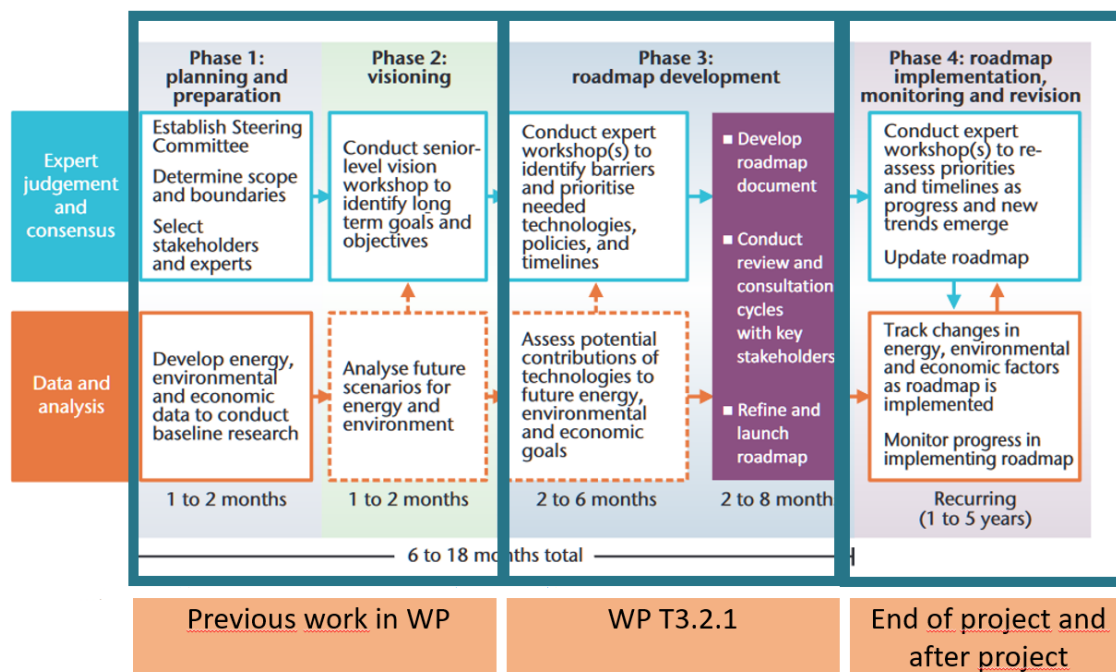 Phase 1:
planning and
preparation
Phase 2:
visioning
Phase 3:
roadmap development
Phase 4: roadmap
implementation,
monitoring and revision
Expert
judgement
and
consensus
Establish Steering
Committee
Determine scope
and boundaries
Select
stakeholders
and experts
Conduct senior-
level vision
workshop to
identify long
term goals and
objectives
Conduct expert
workshop(s) to
identify barriers
and prioritise
needed
technologies,
policies, and
timelines
■ Develop
roadmap
document
■ Conduct
review and
consultation
cycles
with key
stakeholders
■ Refine and
launch
roadmap
Conduct expert
workshop(s) to re-
assess priorities
and timelines as
progress and new
trends emerge
Update roadmap
Data and
analysis
Develop energy,
environmental
and economic
data to conduct
baseline research
Analyse future
scenarios for
energy and
environment
Assess potential
contributions of
technologies to
future energy,
environmental
and economic
goals
Track changes in
energy, environmental
and economic factors
as roadmap is
implemented
Monitor progress in
implementing roadmap
1 to 2 months
1 to 2 months
2 to 6 months
2 to 8 month
Recurring
(1 to 5 years)
6 to 18 months total
Previous work in WP
WP T3.2.1
End of project and
after project